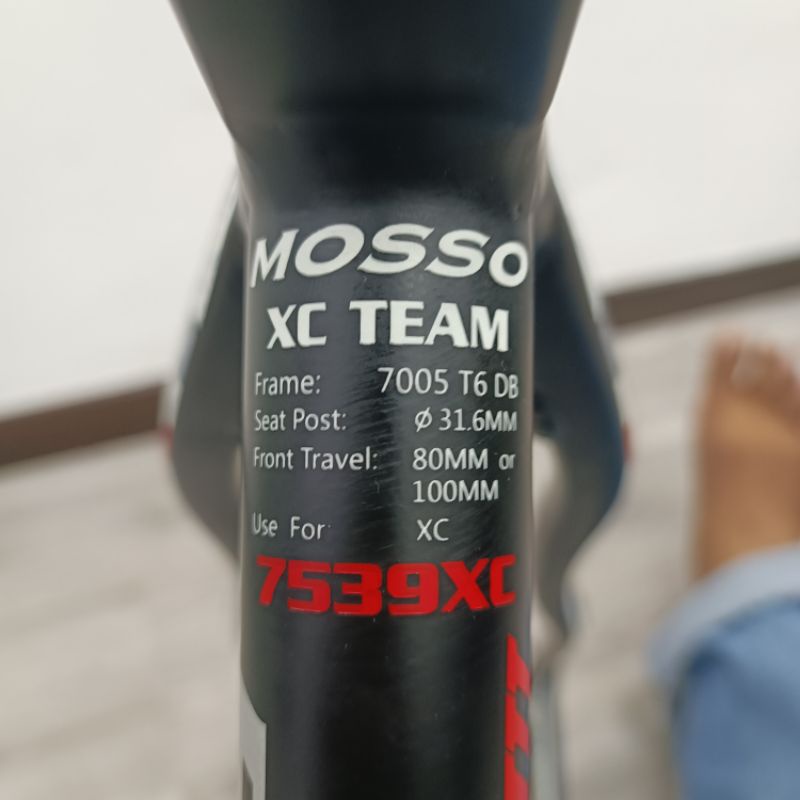 MOSSO
XC TEAM
Frame: 7005 T6 DB
Seat Post: Ø 31.6MM
Front Travel: 80MM or
100MM
Use For XC
7539XC